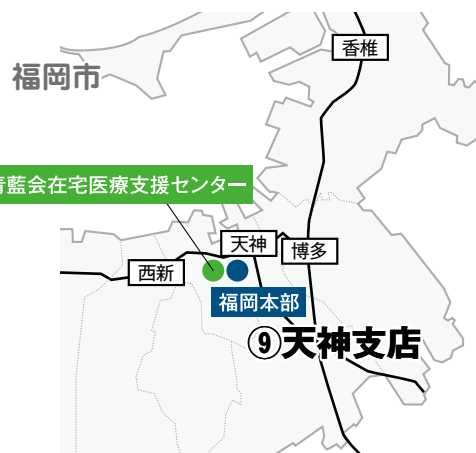 香椎
福岡市
青藍会在宅医療支援センター
天神
博多
西新
福岡本部
⑨天神支店